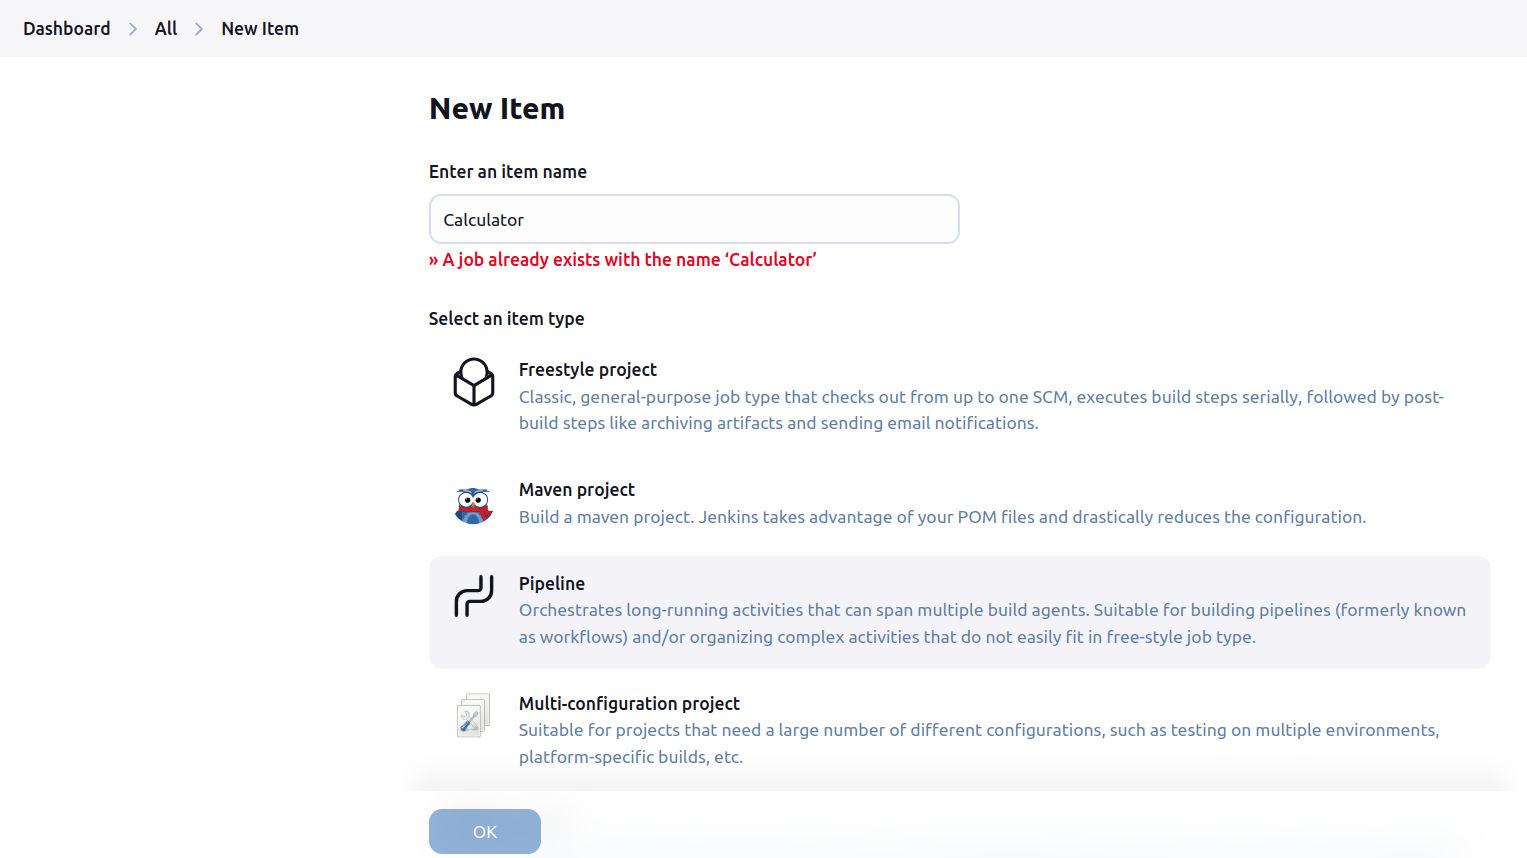 Dashboard > All > New Item
New Item
Enter an item name
Calculator
» A job already exists with the name ‘Calculator’
Select an item type
Freestyle project
Classic, general-purpose job type that checks out from up to one SCM, executes build steps serially, followed by post-
build steps like archiving artifacts and sending email notifications.
Maven project
Build a maven project. Jenkins takes advantage of your POM files and drastically reduces the configuration.
Pipeline
Orchestrates long-running activities that can span multiple build agents. Suitable for building pipelines (formerly known
as workflows) and/or organizing complex activities that do not easily fit in free-style job type.
Multi-configuration project
Suitable for projects that need a large number of different configurations, such as testing on multiple environments,
platform-specific builds, etc.
OK